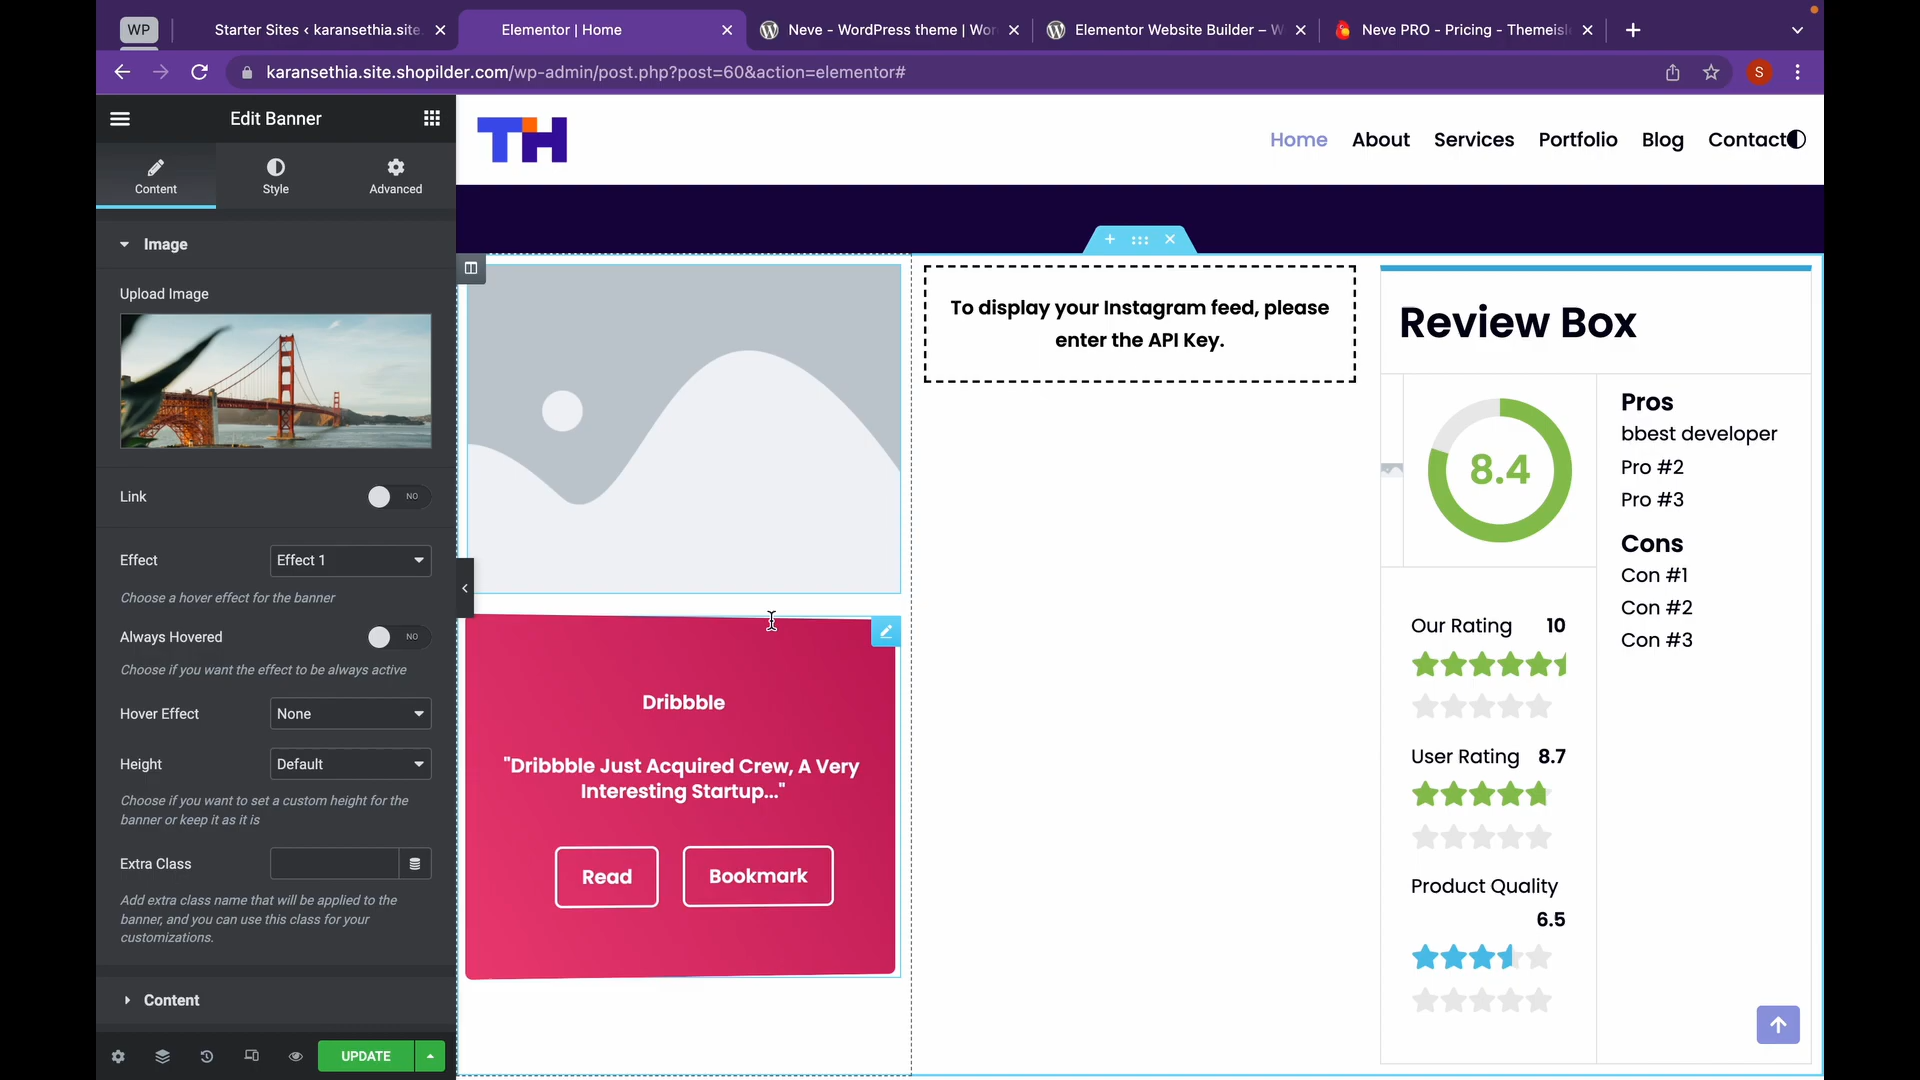 WP
Starter Sites ‹ karansethia.site.
Elementor | Home
Neve - WordPress theme | Wor
Elementor Website Builder – W
Neve PRO - Pricing - Themeisl
karansethia.site.shopilder.com/wp-admin/post.php?post=60&action=elementor#
S
Edit Banner
Content
Style
Advanced
Image
Upload Image
Link
NO
Effect
Effect 1
Choose a hover effect for the banner
Always Hovered
NO
Choose if you want the effect to be always active
Hover Effect
None
Height
Default
Choose if you want to set a custom height for the
banner or keep it as it is
Extra Class
Add extra class name that will be applied to the
banner, and you can use this class for your
customizations.
Content
UPDATE
TH
Home
About
Services
Portfolio
Blog
Contact
Dribbble
"Dribbble Just Acquired Crew, A Very
Interesting Startup..."
Read
Bookmark
To display your Instagram feed, please
enter the API Key.
Review Box
8.4
Our Rating 10
User Rating 8.7
Product Quality
6.5
Pros
bbest developer
Pro #2
Pro #3
Cons
Con #1
Con #2
Con #3